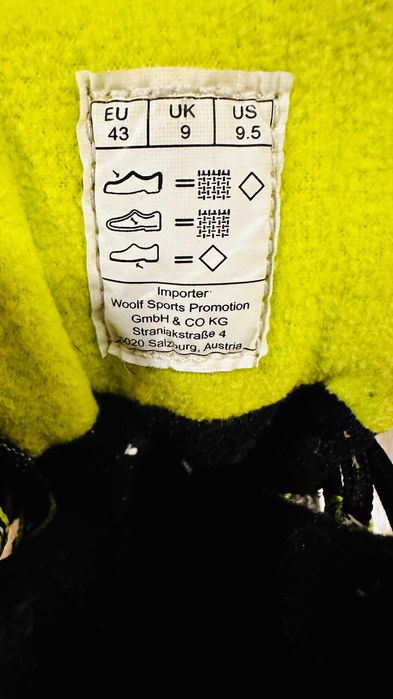 EU UK US
43 9 9.5
Importer
Woolf Sports Promotion
GmbH & CO KG
Straniakstraße 4
5020 Salzburg, Austria